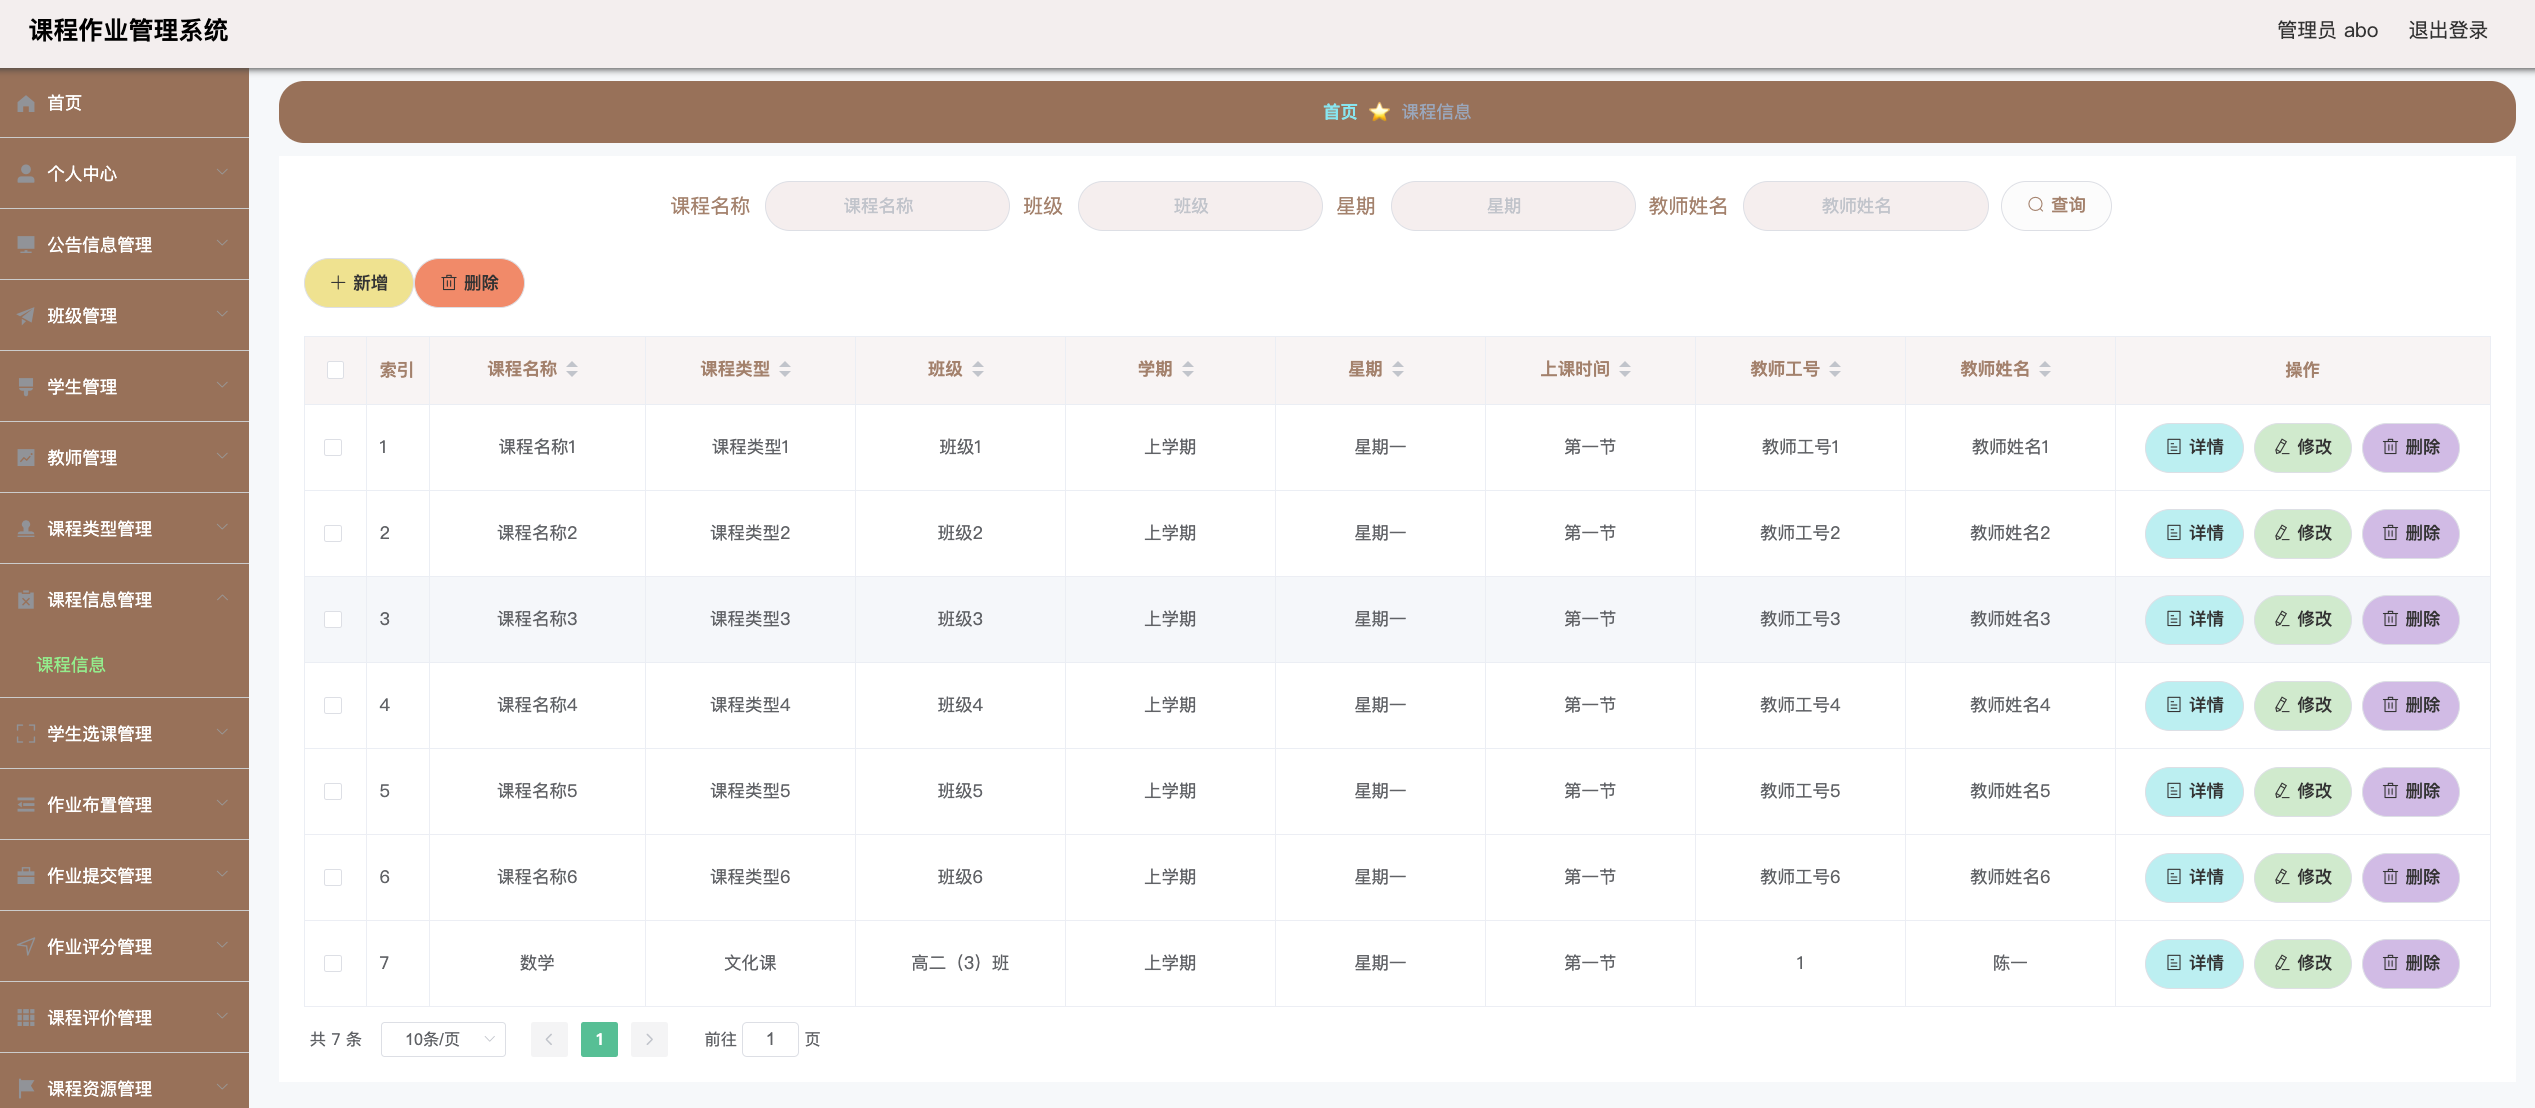 课程作业管理系统
管理员 abo 退出登录
首页
个人中心
公告信息管理
班级管理
学生管理
教师管理
课程类型管理
课程信息管理
课程信息
学生选课管理
作业布置管理
作业提交管理
作业评分管理
课程评价管理
课程资源管理
首页 课程信息
课程名称 课程名称 班级 班级 星期 星期 教师姓名 教师姓名 查询
新增 删除
索引 课程名称 课程类型 班级 学期 星期 上课时间 教师工号 教师姓名 操作
1 课程名称1 课程类型1 班级1 上学期 星期一 第一节 教师工号1 教师姓名1 详情 修改 删除
2 课程名称2 课程类型2 班级2 上学期 星期一 第一节 教师工号2 教师姓名2 详情 修改 删除
3 课程名称3 课程类型3 班级3 上学期 星期一 第一节 教师工号3 教师姓名3 详情 修改 删除
4 课程名称4 课程类型4 班级4 上学期 星期一 第一节 教师工号4 教师姓名4 详情 修改 删除
5 课程名称5 课程类型5 班级5 上学期 星期一 第一节 教师工号5 教师姓名5 详情 修改 删除
6 课程名称6 课程类型6 班级6 上学期 星期一 第一节 教师工号6 教师姓名6 详情 修改 删除
7 数学 文化课 高二（3）班 上学期 星期一 第一节 1 陈一 详情 修改 删除
共 7 条 10条/页 1 前往 1 页